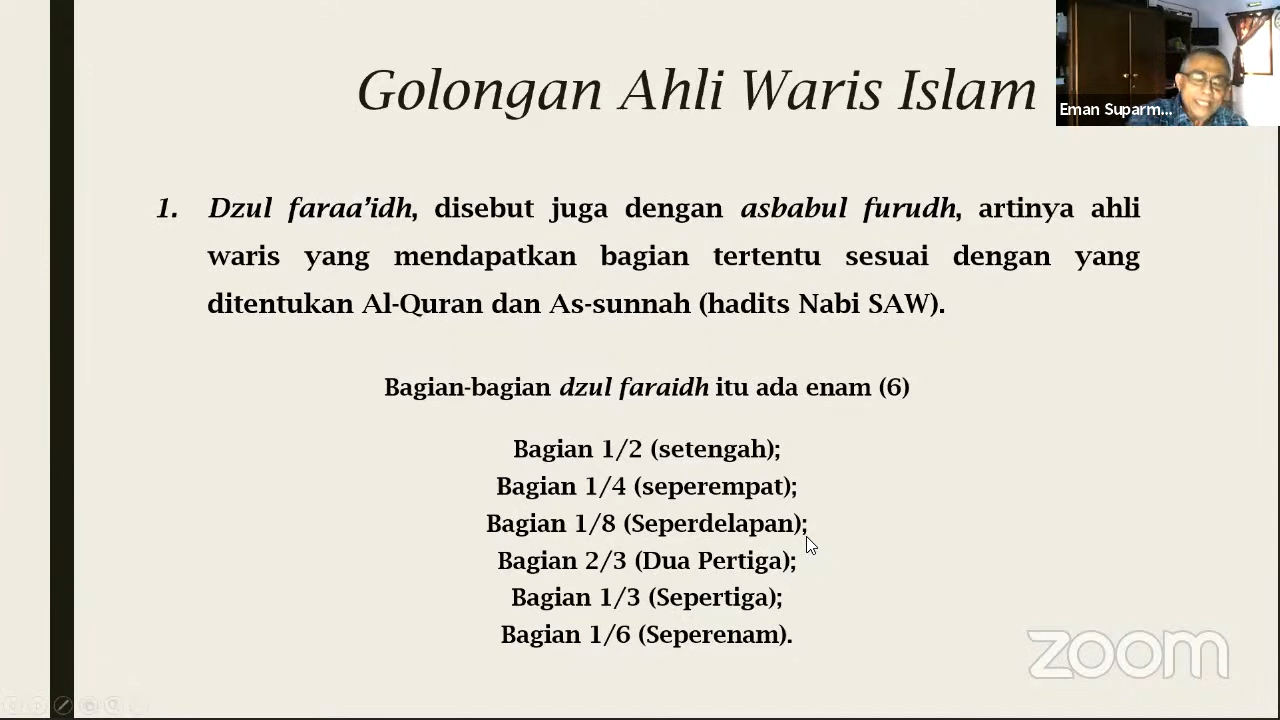 Golongan Ahli Waris Islam
Eman Suparm...
1. Dzul faraa’idh, disebut juga dengan asbabul furudh, artinya ahli
waris yang mendapatkan bagian tertentu sesuai dengan yang
ditentukan Al-Quran dan As-sunnah (hadits Nabi SAW).
Bagian-bagian dzul faraidh itu ada enam (6)
Bagian 1/2 (setengah);
Bagian 1/4 (seperempat);
Bagian 1/8 (Seperdelapan);
Bagian 2/3 (Dua Pertiga);
Bagian 1/3 (Sepertiga);
Bagian 1/6 (Seperenam).
zoom